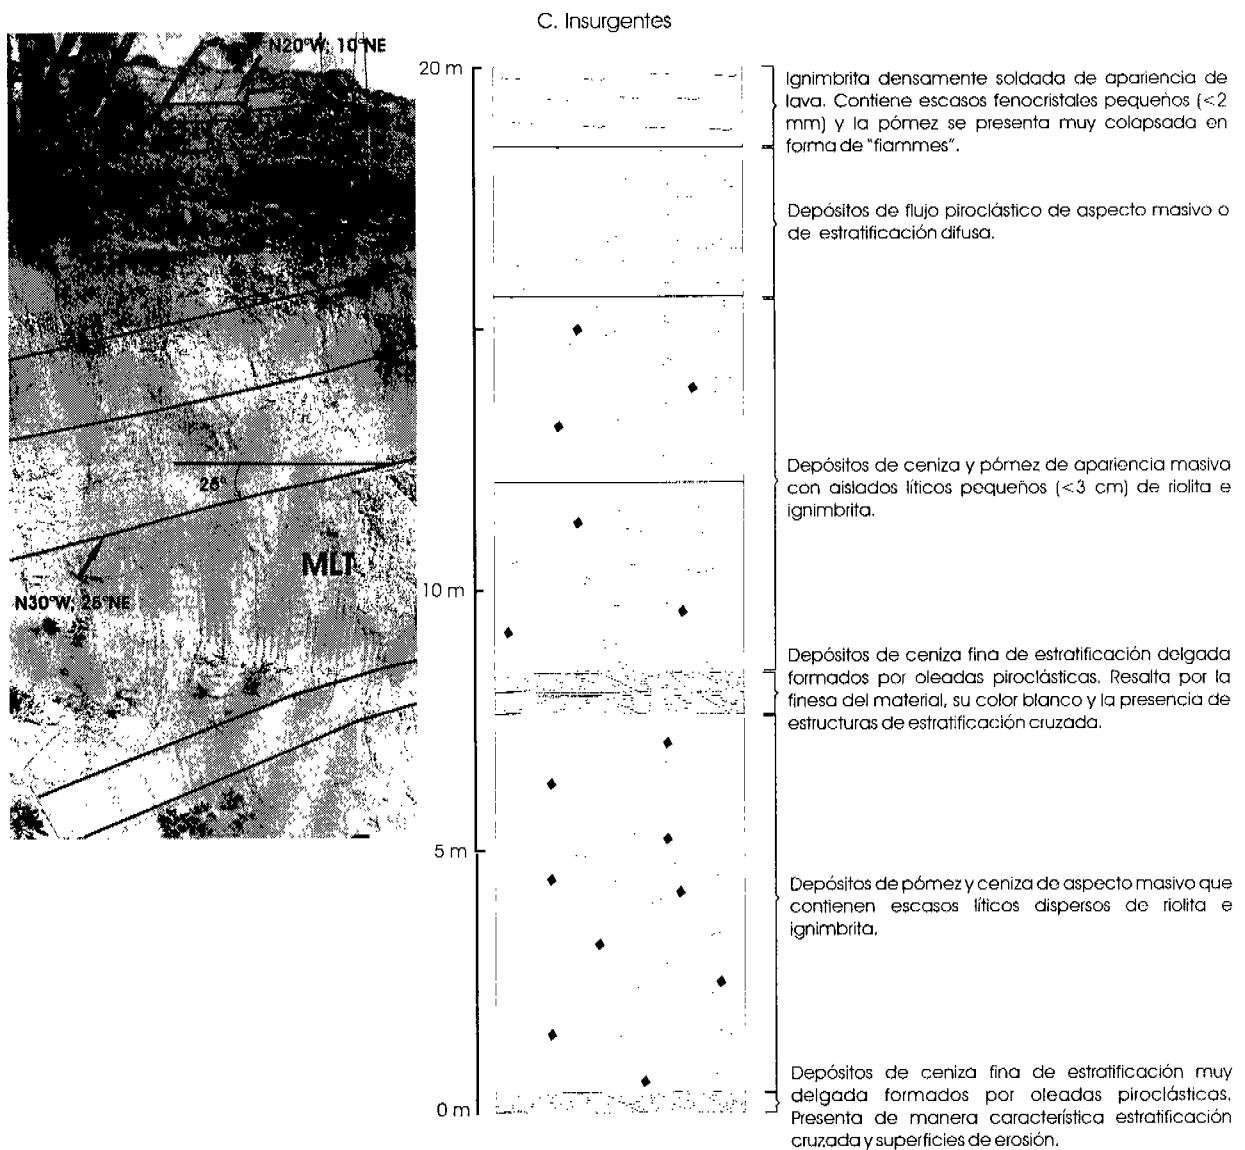 C. Insurgentes
N20°W; 10°NE
20 m
Ignimbrita densamente soldada de apariencia de
lava. Contiene escasos fenocristales pequeños (<2
mm) y la pómez se presenta muy colapsada en
forma de "fiammes".
Depósitos de flujo piroclástico de aspecto masivo o
de estratificación difusa.
Depósitos de ceniza y pómez de apariencia masiva
con aislados líticos pequeños (<3 cm) de riolita e
ignimbrita.
26°
MLT
N30°W; 26°NE
10 m
Depósitos de ceniza fina de estratificación delgada
formados por oleadas piroclásticas. Resalta por la
finesa del material, su color blanco y la presencia de
estructuras de estratificación cruzada.
5 m
Depósitos de pómez y ceniza de aspecto masivo que
contienen escasos líticos dispersos de riolita e
ignimbrita.
0 m
Depósitos de ceniza fina de estratificación muy
delgada formados por oleadas piroclásticas.
Presenta de manera característica estratificación
cruzada y superficies de erosión.